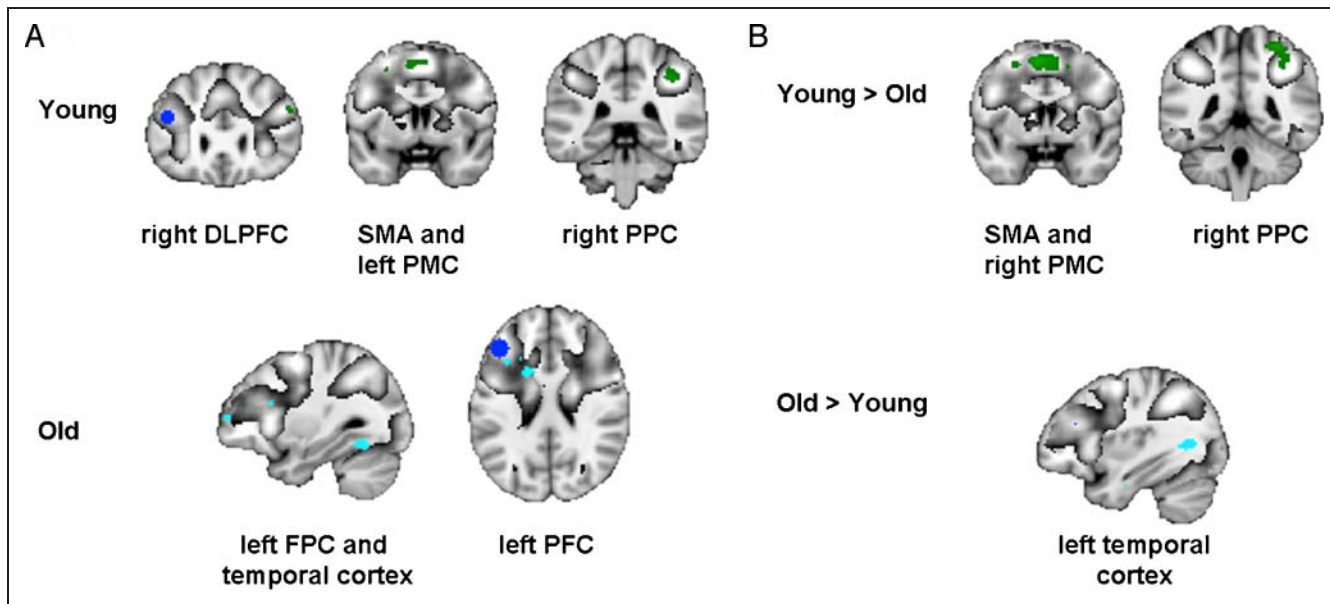 A
Young
right DLPFC
SMA and
left PMC
right PPC
Old
left FPC and
temporal cortex
left PFC
B
Young > Old
SMA and
right PMC
right PPC
Old > Young
left temporal
cortex